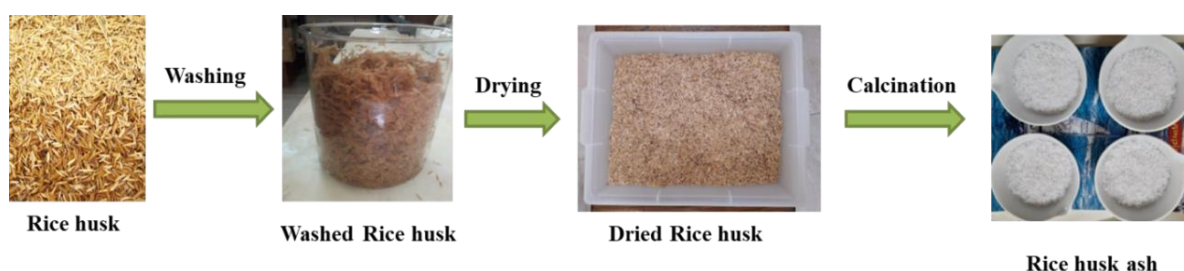 Washing
Drying
Calcination
Rice husk
Washed Rice husk
Dried Rice husk
Rice husk ash